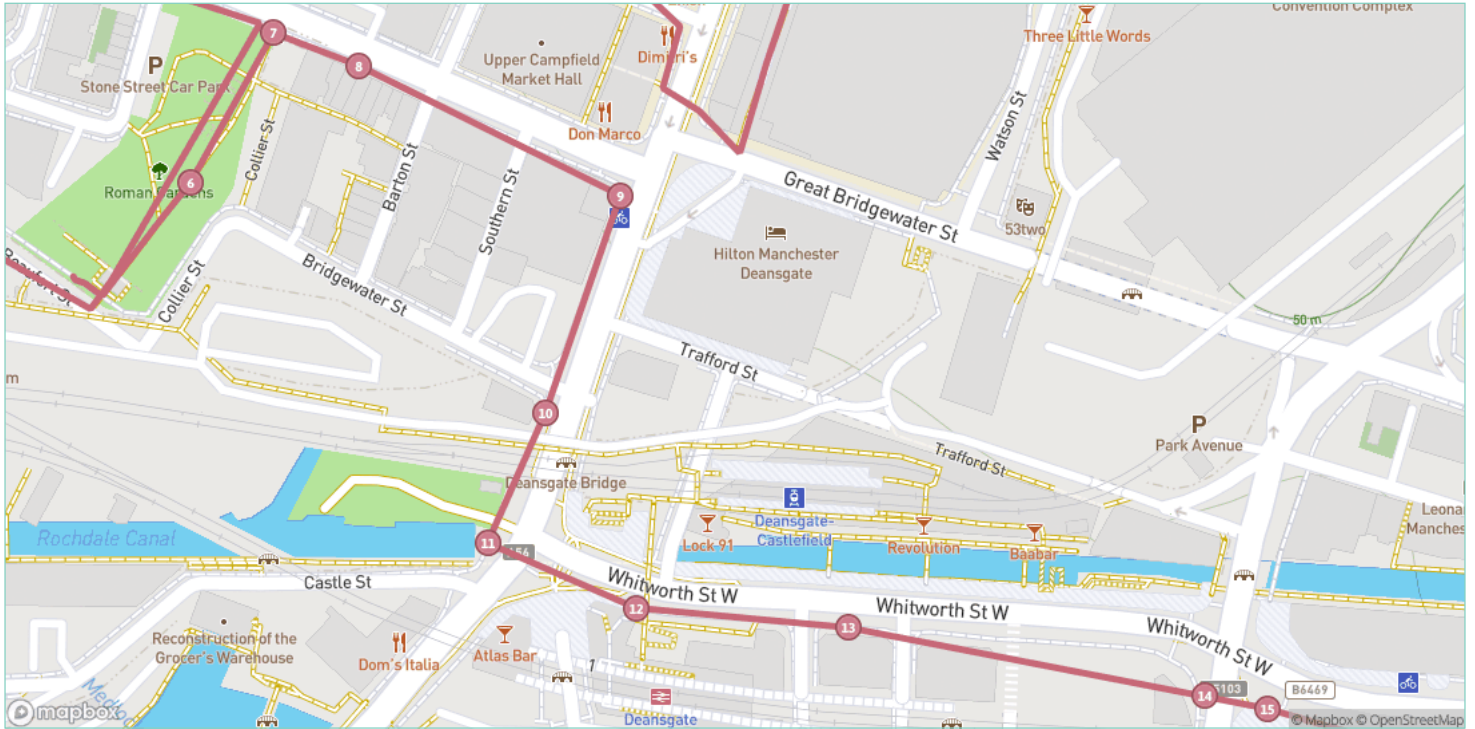 Convention Complex
Three Little Words
7
P
Stone Street Car Park
8
Upper Campfield
Market Hall
Dimitri's
Don Marco
Watson St
Collier St
Barton St
6
Roman Gardens
Southern St
9
Great Bridgewater St
53two
Hilton Manchester
Deansgate
Beaufort St
Collier St
Bridgewater St
50 m
Trafford St
m
10
P
Park Avenue
Trafford St
Deansgate Bridge
Deansgate-
Castlefield
Lock 91
Revolution
Baabar
Rochdale Canal
11
Castle St
Whitworth St W
Whitworth St W
Whitworth St W
12
13
Reconstruction of the
Grocer's Warehouse
Dom's Italia
Atlas Bar
1
Deansgate
14
B6469
15
mapbox
© Mapbox © OpenStreetMap